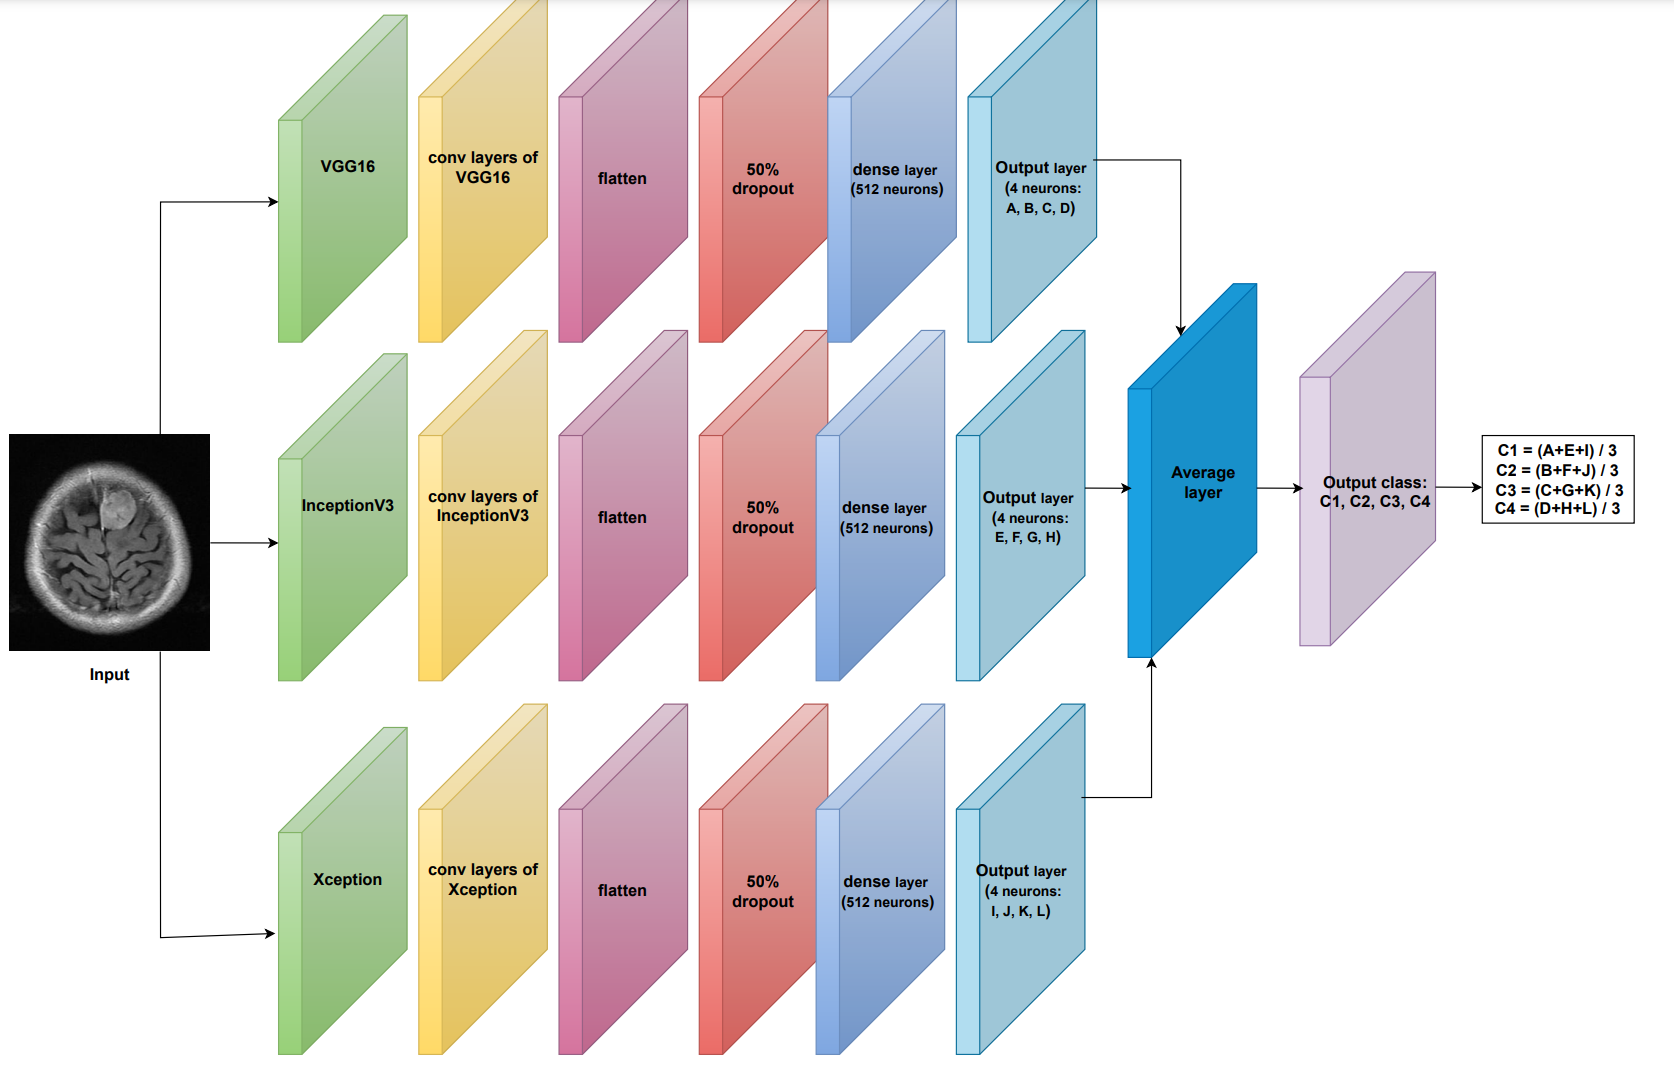 VGG16
conv layers of
VGG16
flatten
50%
dropout
dense layer
(512 neurons)
Output layer
(4 neurons:
A, B, C, D)
InceptionV3
conv layers of
InceptionV3
flatten
50%
dropout
dense layer
(512 neurons)
Output layer
(4 neurons:
E, F, G, H)
Xception
conv layers of
Xception
flatten
50%
dropout
dense layer
(512 neurons)
Output layer
(4 neurons:
I, J, K, L)
Input
Average
layer
Output class:
C1, C2, C3, C4
C1 = (A+E+I) / 3
C2 = (B+F+J) / 3
C3 = (C+G+K) / 3
C4 = (D+H+L) / 3